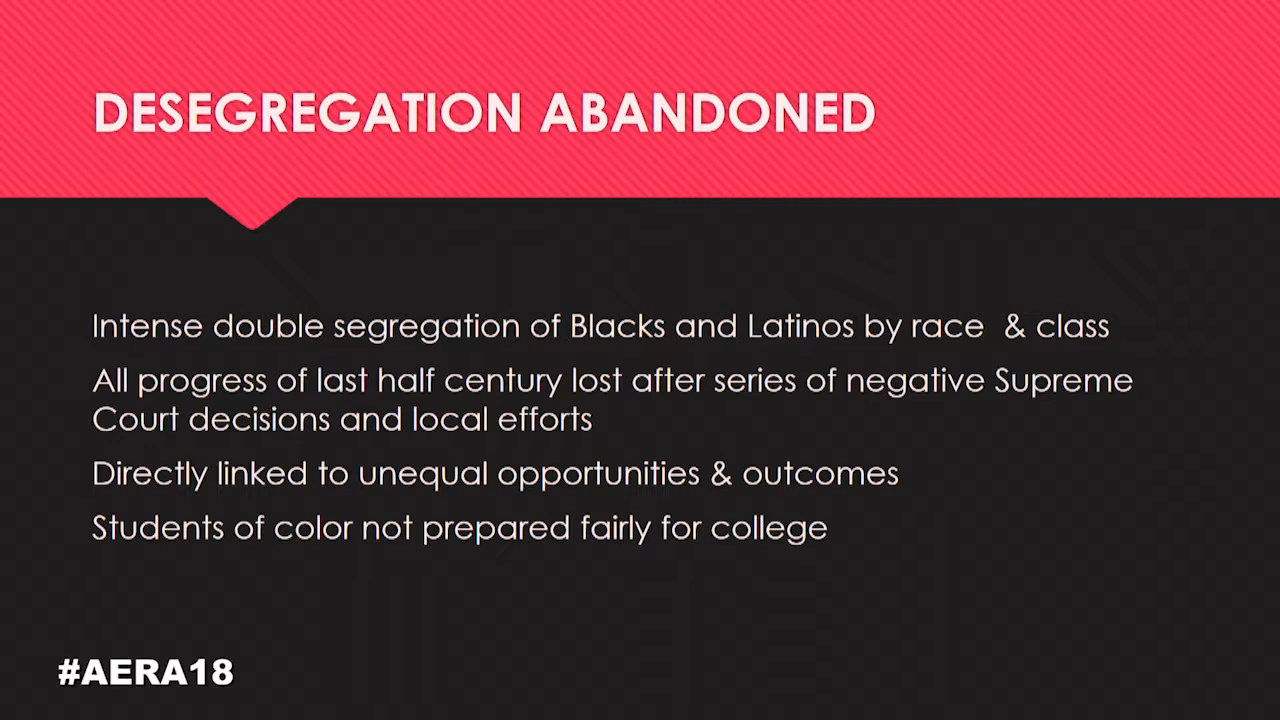 DESEGREGATION ABANDONED
Intense double segregation of Blacks and Latinos by race  & class
All progress of last half century lost after series of negative Supreme
Court decisions and local efforts
Directly linked to unequal opportunities & outcomes
Students of color not prepared fairly for college
#AERA18